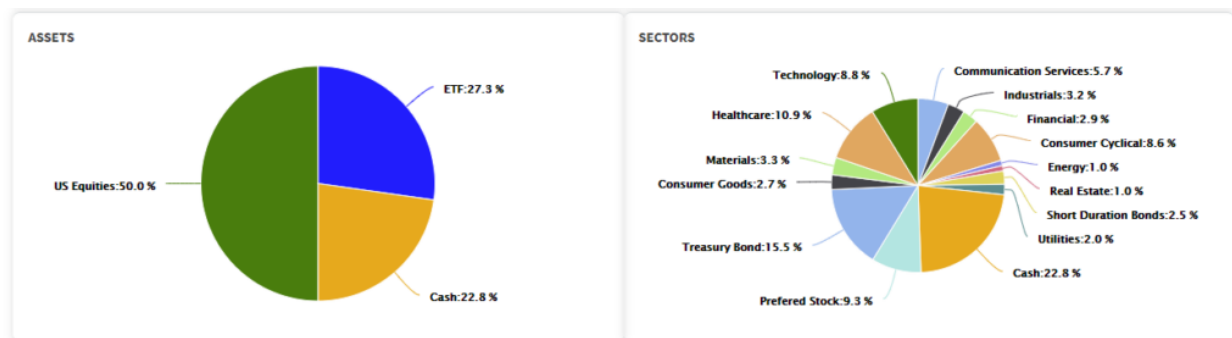 ASSETS
ETF:27.3 %
US Equities:50.0 %
Cash:22.8 %
SECTORS
Technology:8.8 %
Communication Services:5.7 %
Industrials:3.2 %
Healthcare:10.9 %
Financial:2.9 %
Consumer Cyclical:8.6 %
Materials:3.3 %
Energy:1.0 %
Consumer Goods:2.7 %
Real Estate:1.0 %
Short Duration Bonds:2.5 %
Utilities:2.0 %
Treasury Bond:15.5 %
Cash:22.8 %
Prefered Stock:9.3 %